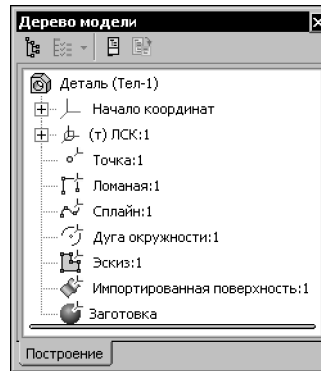 Дерево модели
Деталь (Тел-1)
Начало координат
(т) ЛСК:1
Точка:1
Ломаная:1
Сплайн:1
Дуга окружности:1
Эскиз:1
Импортированная поверхность:1
Заготовка
Построение